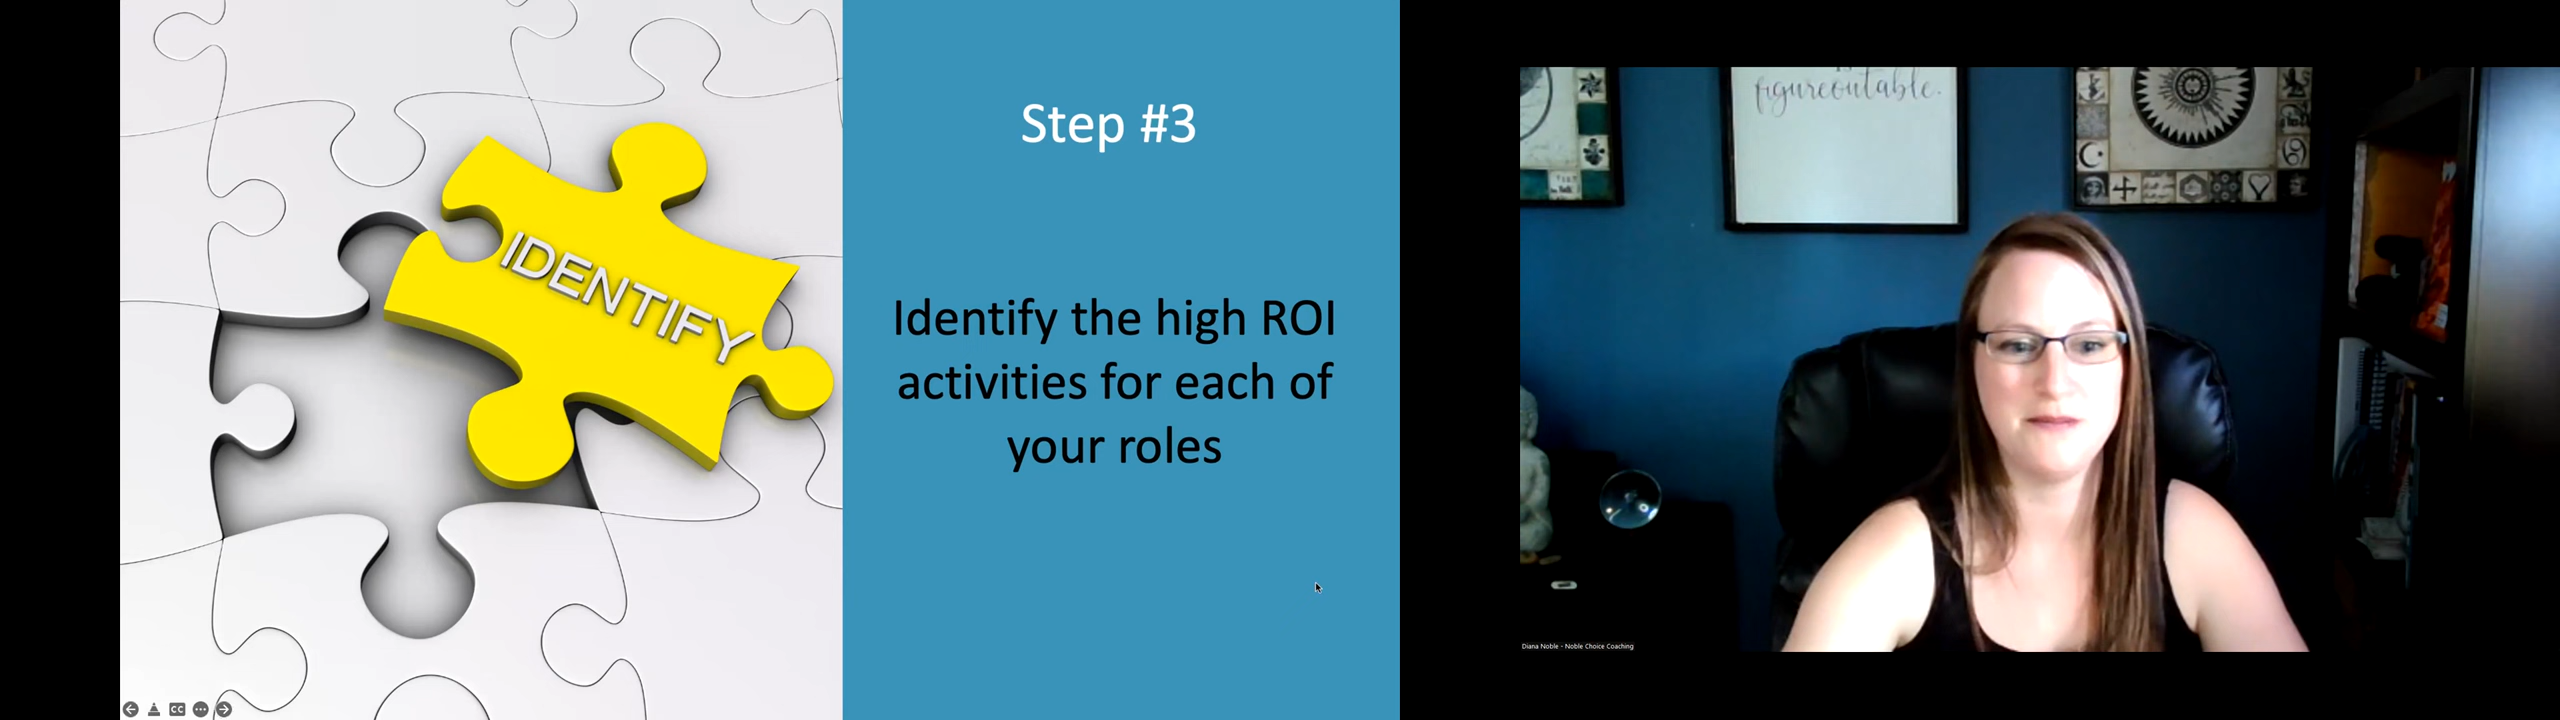 IDENTIFY
Step #3
Identify the high ROI
activities for each of
your roles
CC
figureoutable.
Diana Noble - Noble Choice Coaching